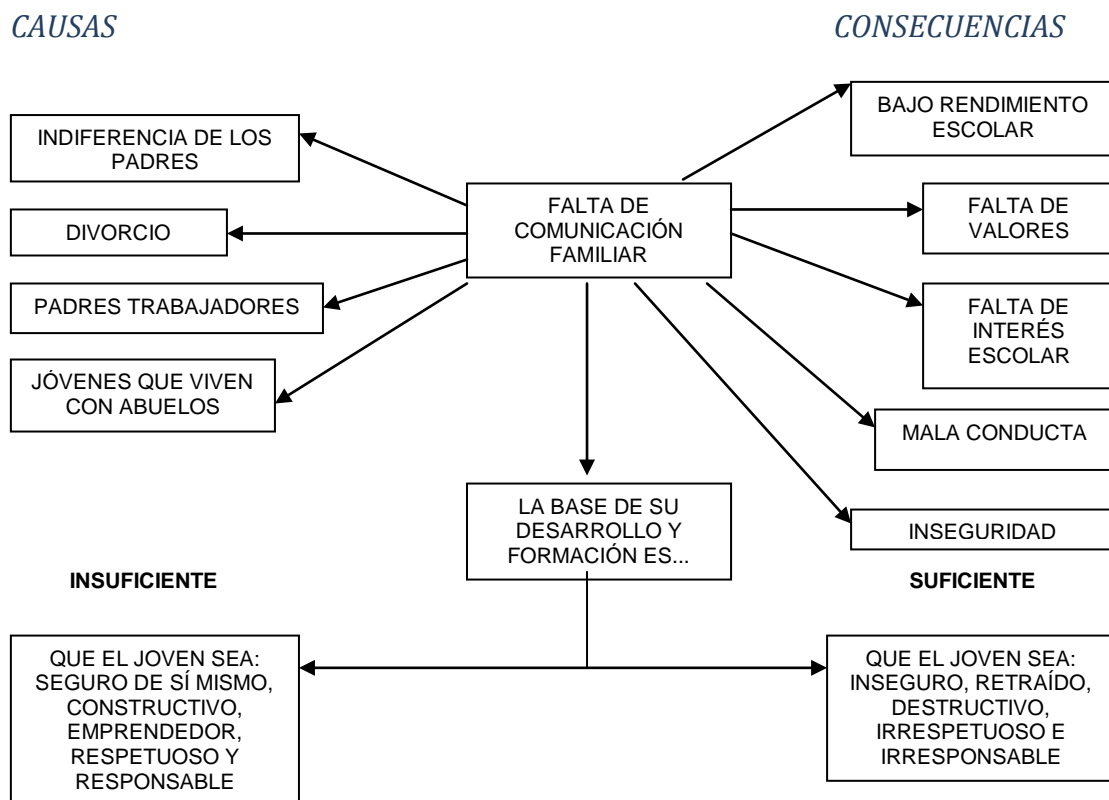 CAUSAS
CONSECUENCIAS
INDIFERENCIA DE LOS
PADRES
DIVORCIO
PADRES TRABAJADORES
JÓVENES QUE VIVEN
CON ABUELOS
FALTA DE
COMUNICACIÓN
FAMILIAR
BAJO RENDIMIENTO
ESCOLAR
FALTA DE
VALORES
FALTA DE
INTERÉS
ESCOLAR
MALA CONDUCTA
INSEGURIDAD
LA BASE DE SU
DESARROLLO Y
FORMACIÓN ES...
INSUFICIENTE
SUFICIENTE
QUE EL JOVEN SEA:
SEGURO DE SÍ MISMO,
CONSTRUCTIVO,
EMPRENDEDOR,
RESPETUOSO Y
RESPONSABLE
QUE EL JOVEN SEA:
INSEGURO, RETRAÍDO,
DESTRUCTIVO,
IRRESPETUOSO E
IRRESPONSABLE